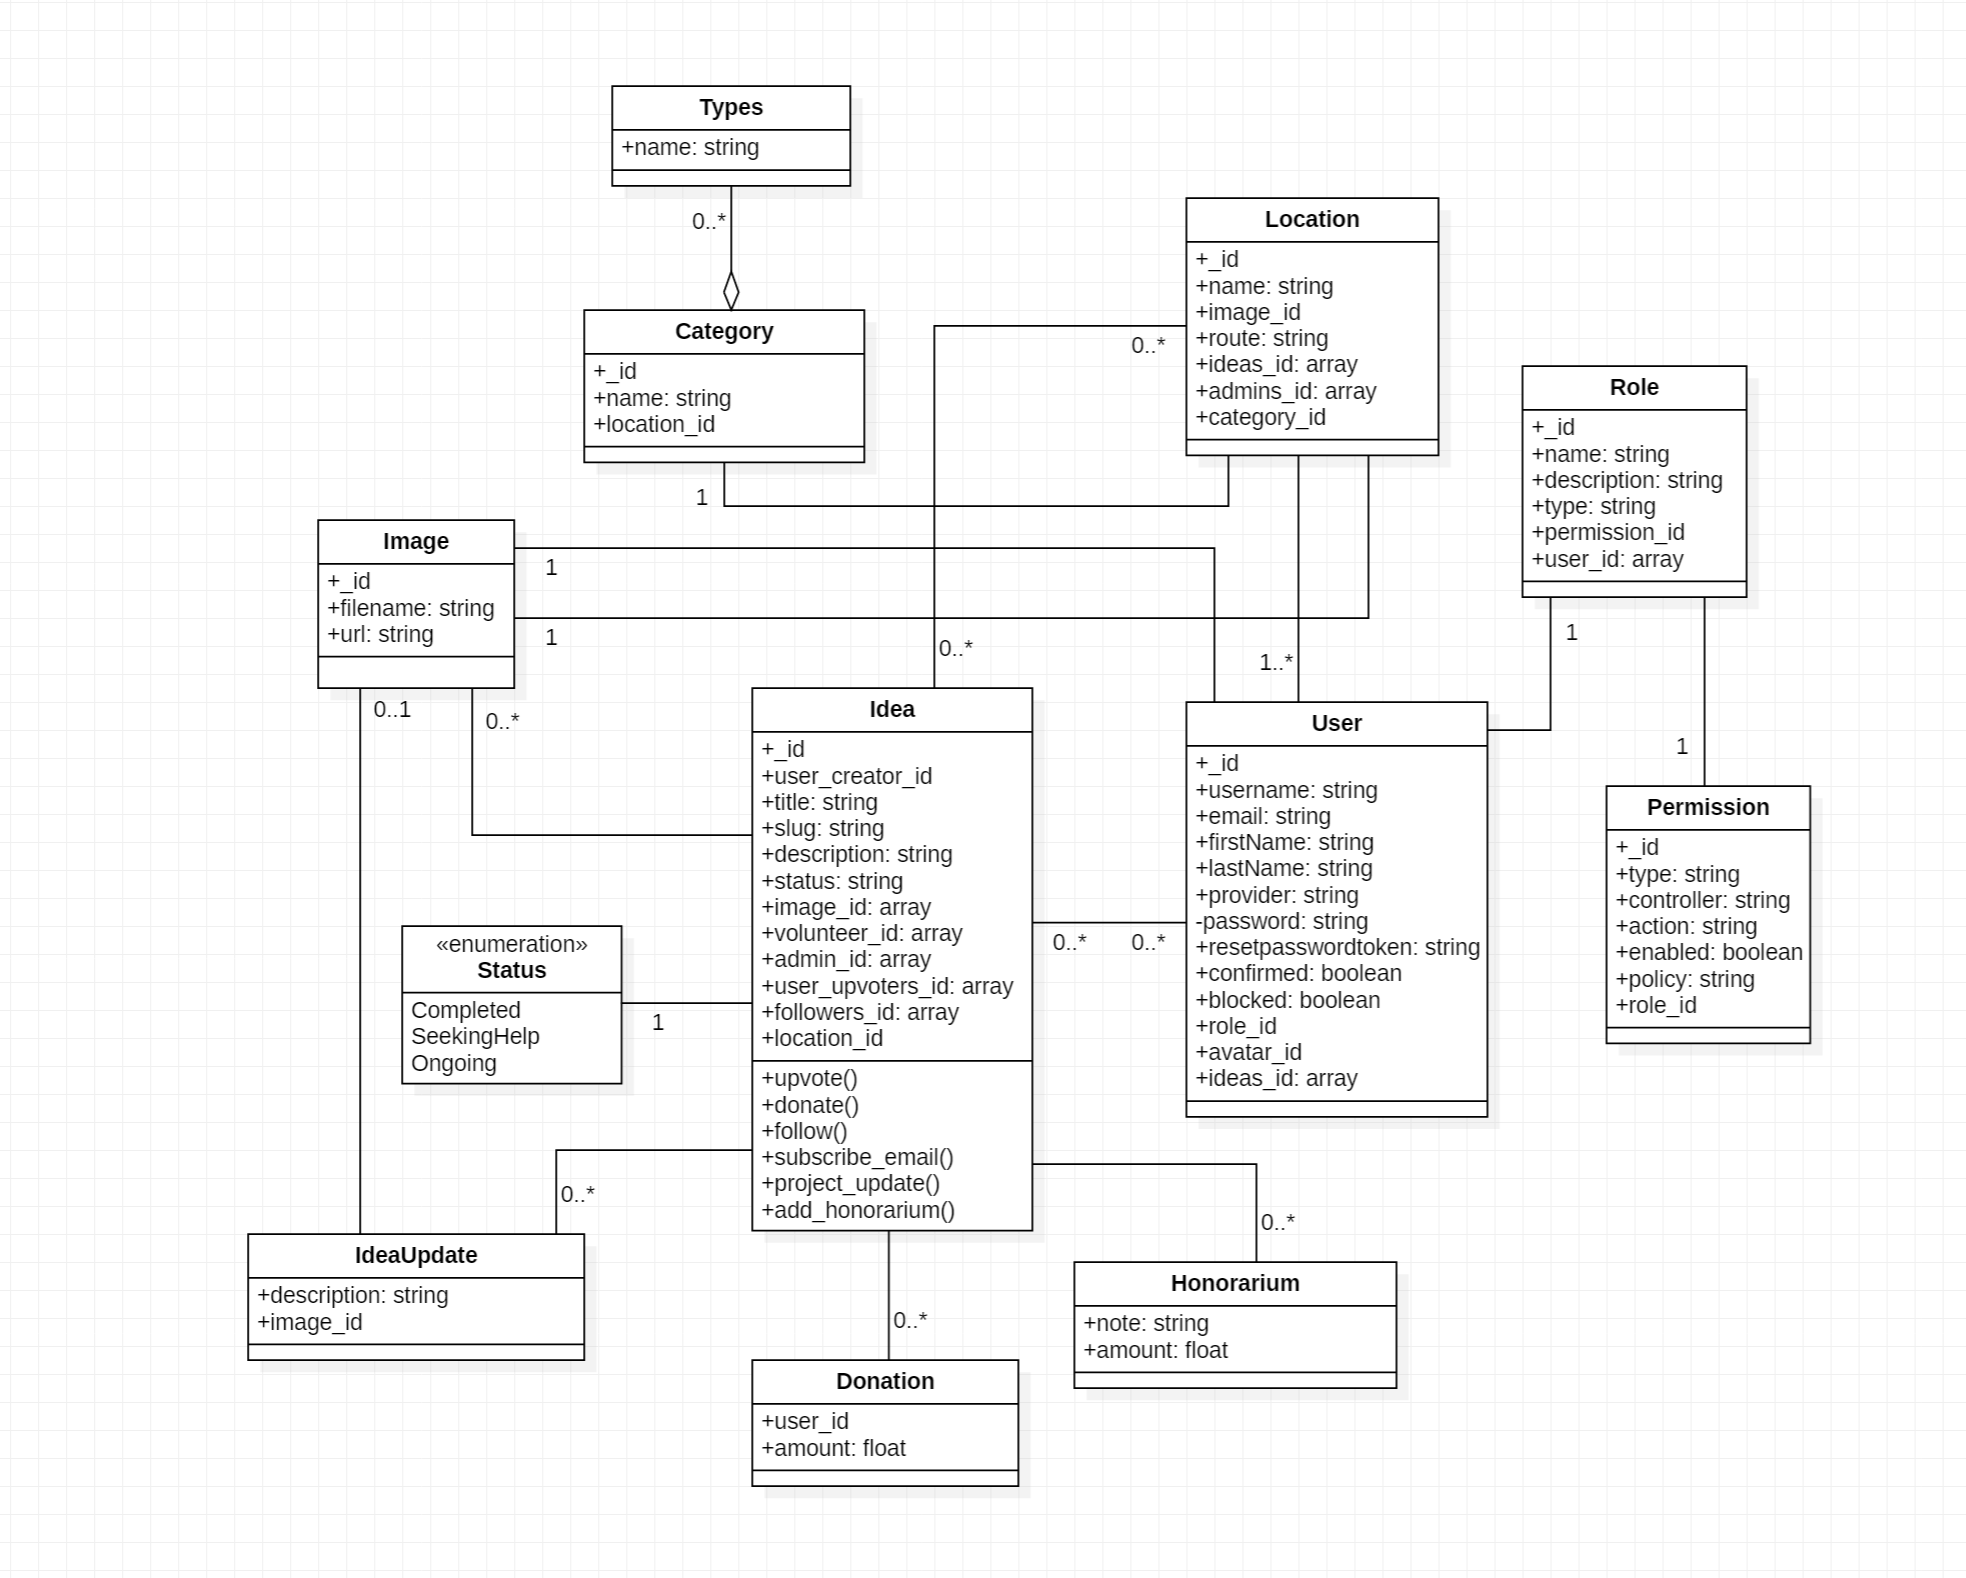 Types
+name: string
0..*
Category
+_id
+name: string
+location_id
1
Location
+_id
+name: string
+image_id
+route: string
+ideas_id: array
+admins_id: array
+category_id
0..*
Role
+_id
+name: string
+description: string
+type: string
+permission_id
+user_id: array
1
1
Image
+_id
+filename: string
+url: string
1
1
0..1
0..*
0..*
1..*
Idea
+_id
+user_creator_id
+title: string
+slug: string
+description: string
+status: string
+image_id: array
+volunteer_id: array
+admin_id: array
+user_upvoters_id: array
+followers_id: array
+location_id
+upvote()
+donate()
+follow()
+subscribe_email()
+project_update()
+add_honorarium()
0..*
0..*
User
+_id
+username: string
+email: string
+firstName: string
+lastName: string
+provider: string
-password: string
+resetpasswordtoken: string
+confirmed: boolean
+blocked: boolean
+role_id
+avatar_id
+ideas_id: array
Permission
+_id
+type: string
+controller: string
+action: string
+enabled: boolean
+policy: string
+role_id
«enumeration»
Status
Completed
SeekingHelp
Ongoing
1
0..*
IdeaUpdate
+description: string
+image_id
0..*
Donation
+user_id
+amount: float
0..*
Honorarium
+note: string
+amount: float